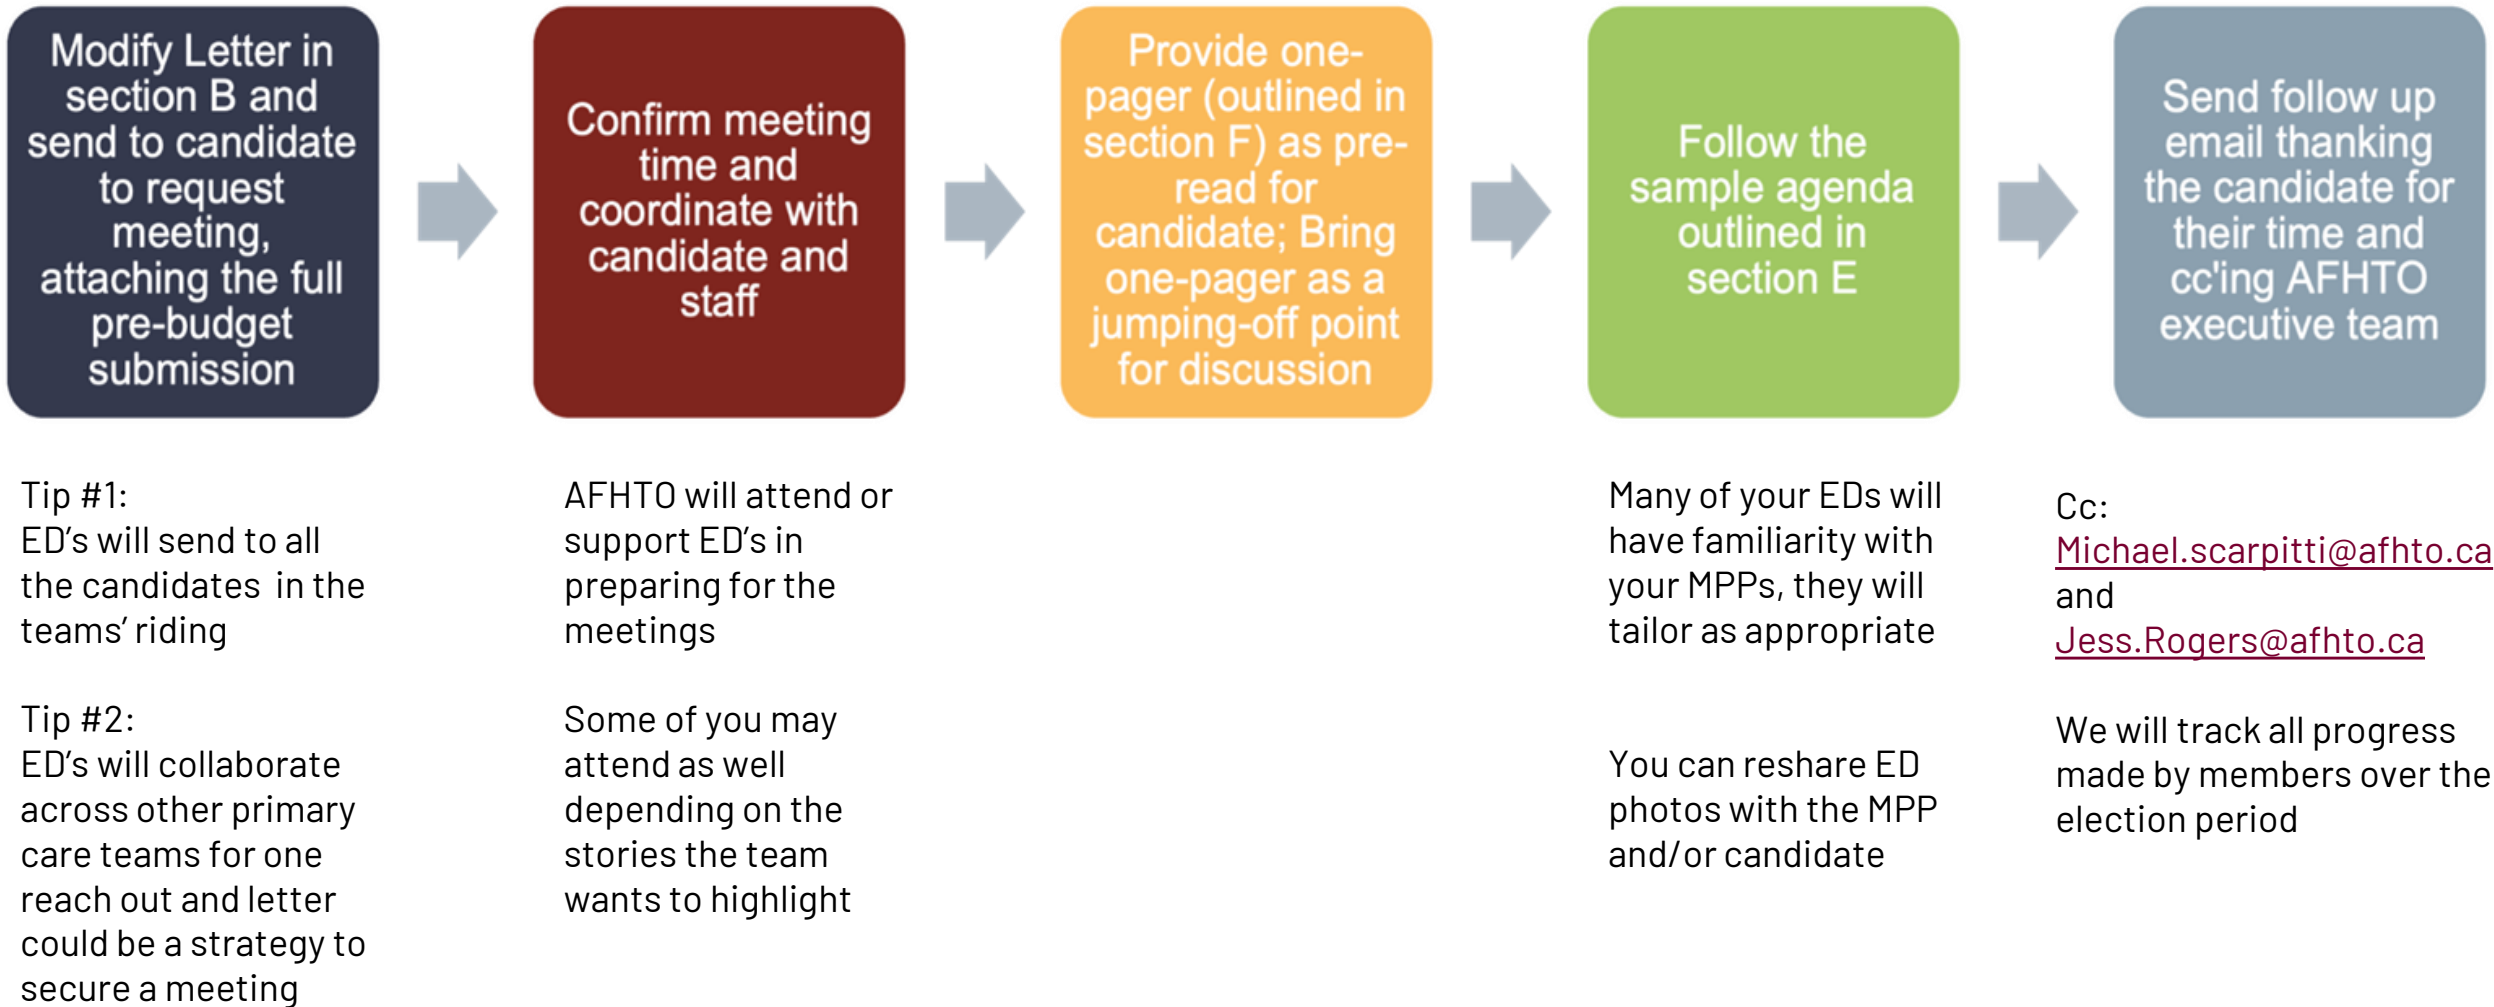 Modify Letter in
section B and
send to candidate
to request
meeting,
attaching the full
pre-budget
submission
Confirm meeting
time and
coordinate with
candidate and
staff
Provide one-
pager (outlined in
section F) as pre-
read for
candidate; Bring
one-pager as a
jumping-off point
for discussion
Follow the
sample agenda
outlined in
section E
Send follow up
email thanking
the candidate for
their time and
cc'ing AFHTO
executive team
Tip #1:
ED's will send to all
the candidates  in the
teams' riding
Tip #2:
ED's will collaborate
across other primary
care teams for one
reach out and letter
could be a strategy to
secure a meeting
AFHTO will attend or
support ED's in
preparing for the
meetings
Some of you may
attend as well
depending on the
stories the team
wants to highlight
Many of your EDs will
have familiarity with
your MPPs, they will
tailor as appropriate
You can reshare ED
photos with the MPP
and/or candidate
Cc:
Michael.scarpitti@afhto.ca
and
Jess.Rogers@afhto.ca
We will track all progress
made by members over the
election period